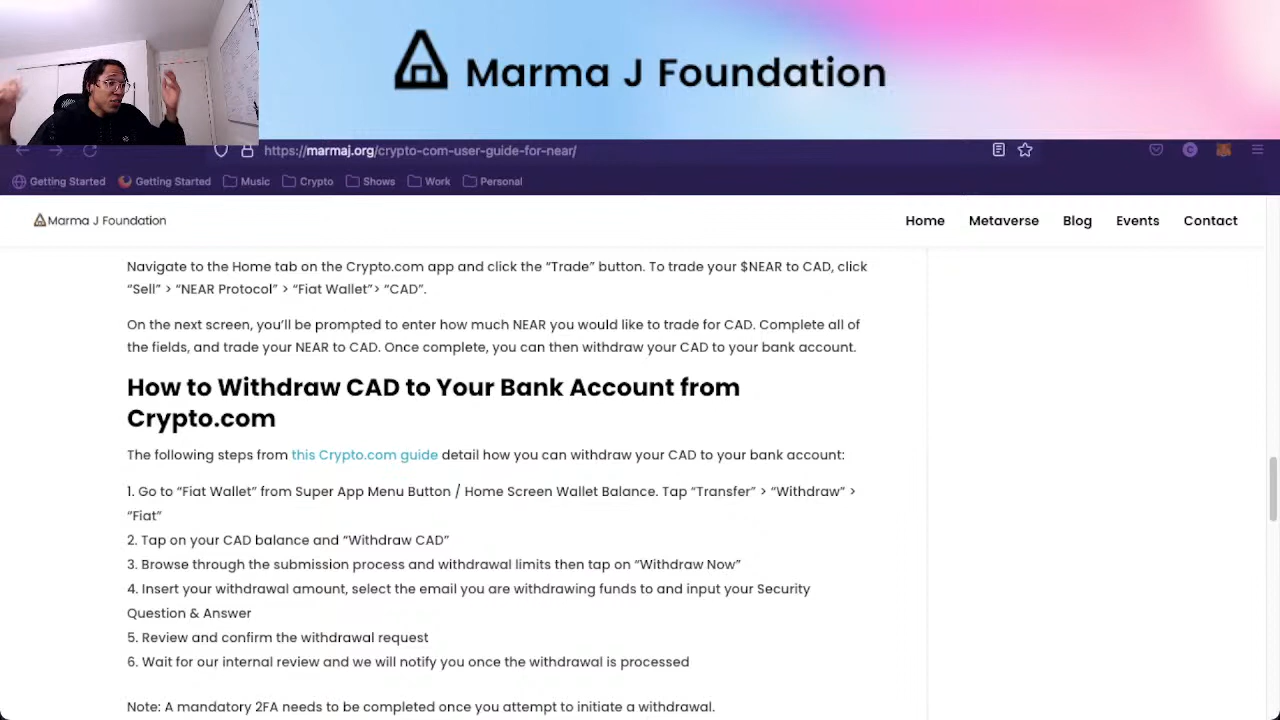 Marma J Foundation
https://marmaj.org/crypto-com-user-guide-for-near/
Getting Started
Getting Started
Music
Crypto
Shows
Work
Personal
Marma J Foundation
Home
Metaverse
Blog
Events
Contact
Navigate to the Home tab on the Crypto.com app and click the “Trade” button. To trade your $NEAR to CAD, click
“Sell” > “NEAR Protocol” > “Fiat Wallet”> “CAD”.
On the next screen, you’ll be prompted to enter how much NEAR you would like to trade for CAD. Complete all of
the fields, and trade your NEAR to CAD. Once complete, you can then withdraw your CAD to your bank account.
How to Withdraw CAD to Your Bank Account from
Crypto.com
The following steps from this Crypto.com guide detail how you can withdraw your CAD to your bank account:
1. Go to “Fiat Wallet” from Super App Menu Button / Home Screen Wallet Balance. Tap “Transfer” > “Withdraw” >
“Fiat”
2. Tap on your CAD balance and “Withdraw CAD”
3. Browse through the submission process and withdrawal limits then tap on “Withdraw Now”
4. Insert your withdrawal amount, select the email you are withdrawing funds to and input your Security
Question & Answer
5. Review and confirm the withdrawal request
6. Wait for our internal review and we will notify you once the withdrawal is processed
Note: A mandatory 2FA needs to be completed once you attempt to initiate a withdrawal.